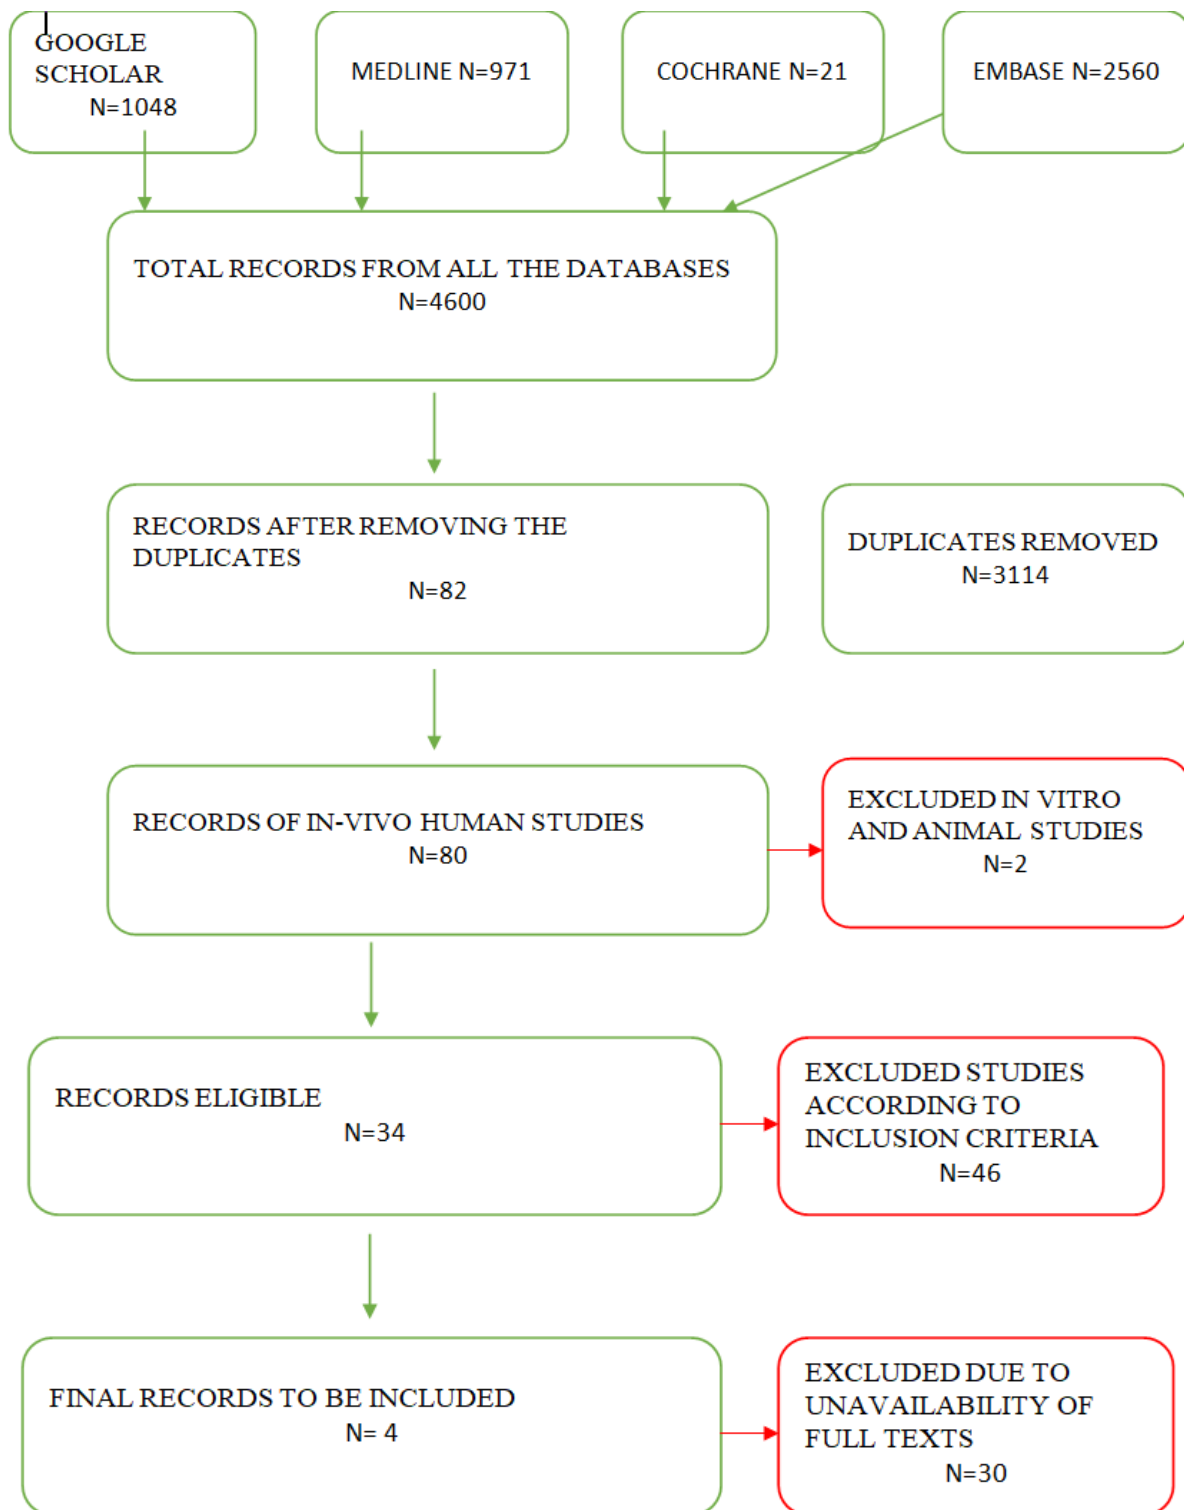 GOOGLE
SCHOLAR
N=1048
MEDLINE N=971
COCHRANE N=21
EMBASE N=2560
TOTAL RECORDS FROM ALL THE DATABASES
N=4600
RECORDS AFTER REMOVING THE
DUPLICATES
N=82
DUPLICATES REMOVED
N=3114
RECORDS OF IN-VIVO HUMAN STUDIES
N=80
EXCLUDED IN VITRO
AND ANIMAL STUDIES
N=2
RECORDS ELIGIBLE
N=34
EXCLUDED STUDIES
ACCORDING TO
INCLUSION CRITERIA
N=46
FINAL RECORDS TO BE INCLUDED
N= 4
EXCLUDED DUE TO
UNAVAILABILITY OF
FULL TEXTS
N=30